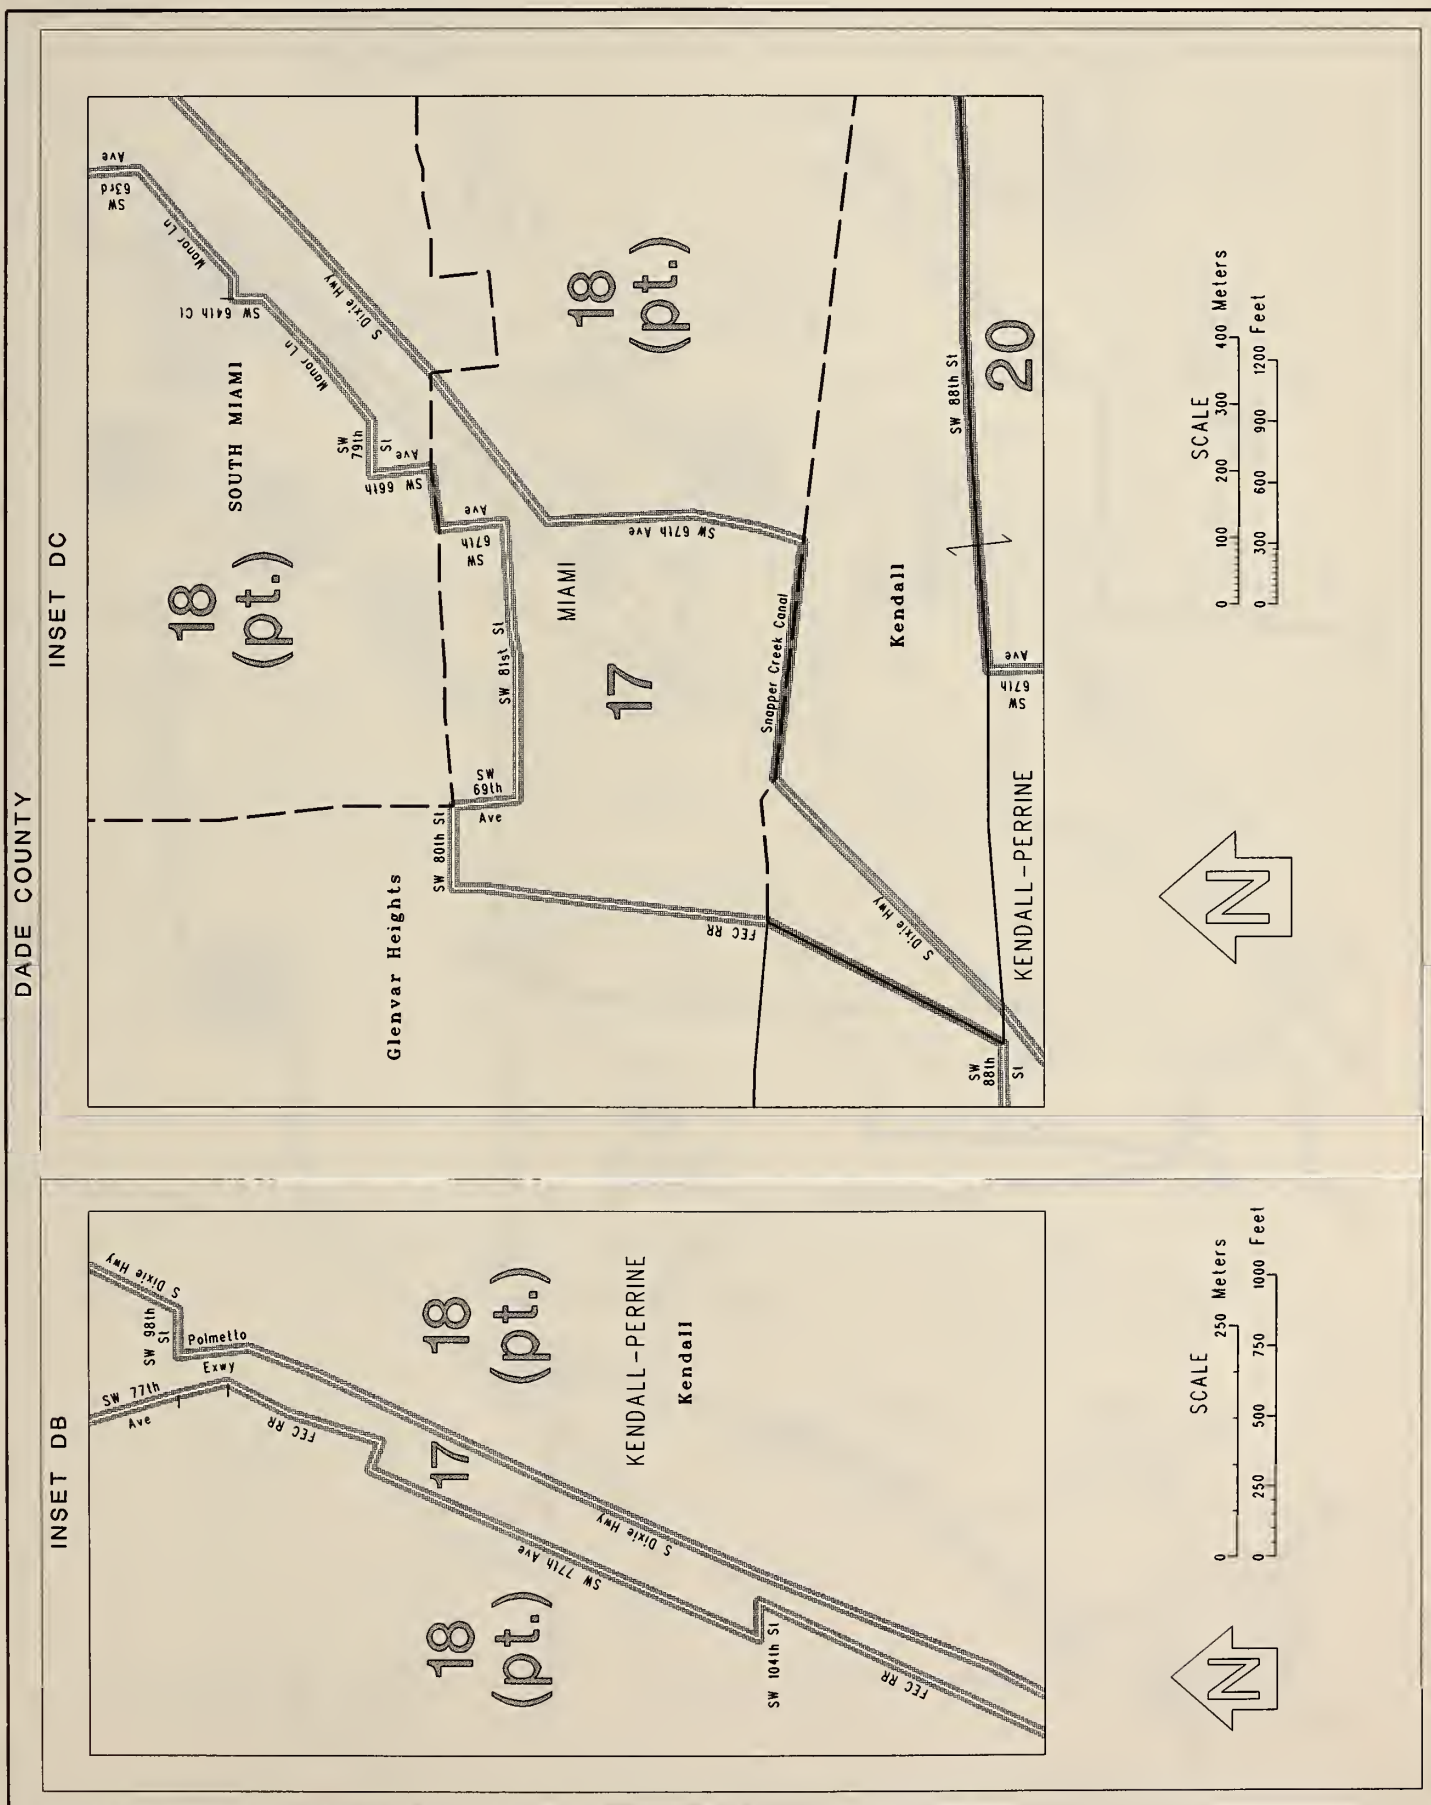 DADE COUNTY
INSET DB
SW 77th
Ave
SW 98th
St
S Dixie Hwy
Polmetto
Exwy
FEC RR
17
18
(pt.)
18
(pt.)
KENDALL-PERRINE
Kendall
SW 77th Ave
S Dixie Hwy
SW 104th St
FEC RR
N
SCALE
0 250 Meters
0 250 500 750 1000 Feet
INSET DC
SW
63rd
Ave
Manor Ln
SW 64th Ct
Manor Ln
S Dixie Hwy
18
(pt.)
SOUTH MIAMI
SW
79th
St
SW 66th
Ave
SW
67th
Ave
Glenvar Heights
SW 80th St
SW
69th
Ave
SW 81st St
MIAMI
17
18
(pt.)
SW 67th Ave
FEC RR
Snapper Creek Canal
Kendall
S Dixie Hwy
SW 88th St
20
SW
88th
St
KENDALL-PERRINE
SW
67th
Ave
N
SCALE
0 100 200 300 400 Meters
0 300 600 900 1200 Feet